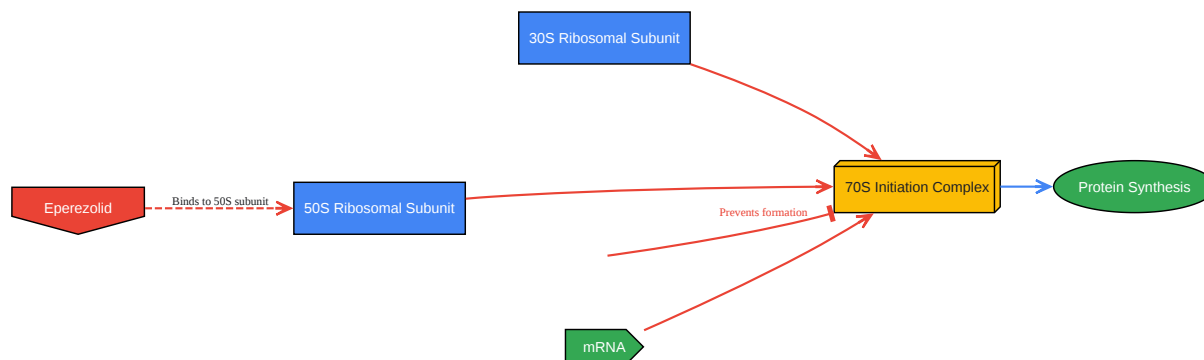 30S Ribosomal Subunit
Eperezolid
Binds to 50S subunit
50S Ribosomal Subunit
70S Initiation Complex
Protein Synthesis
Prevents formation
mRNA